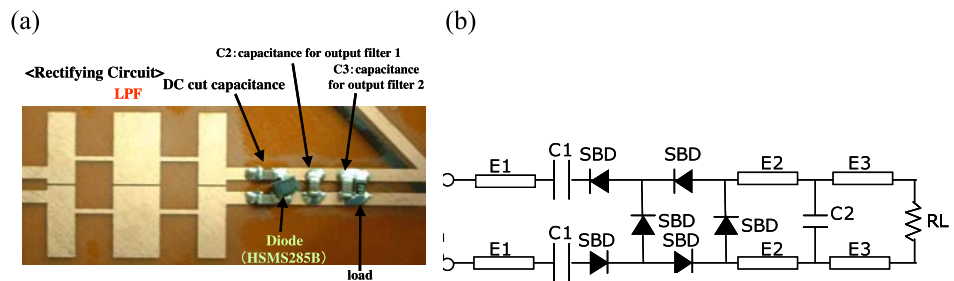 (a)
(b)
C2:capacitance for output filter 1
<Rectifying Circuit>
C3:capacitance
for output filter 2
LPF
DC cut capacitance
Diode
(HSMS285B)
load
E1 C1 SBD SBD E2 E3
SBD SBD C2 RL
E1 C1 SBD SBD E2 E3